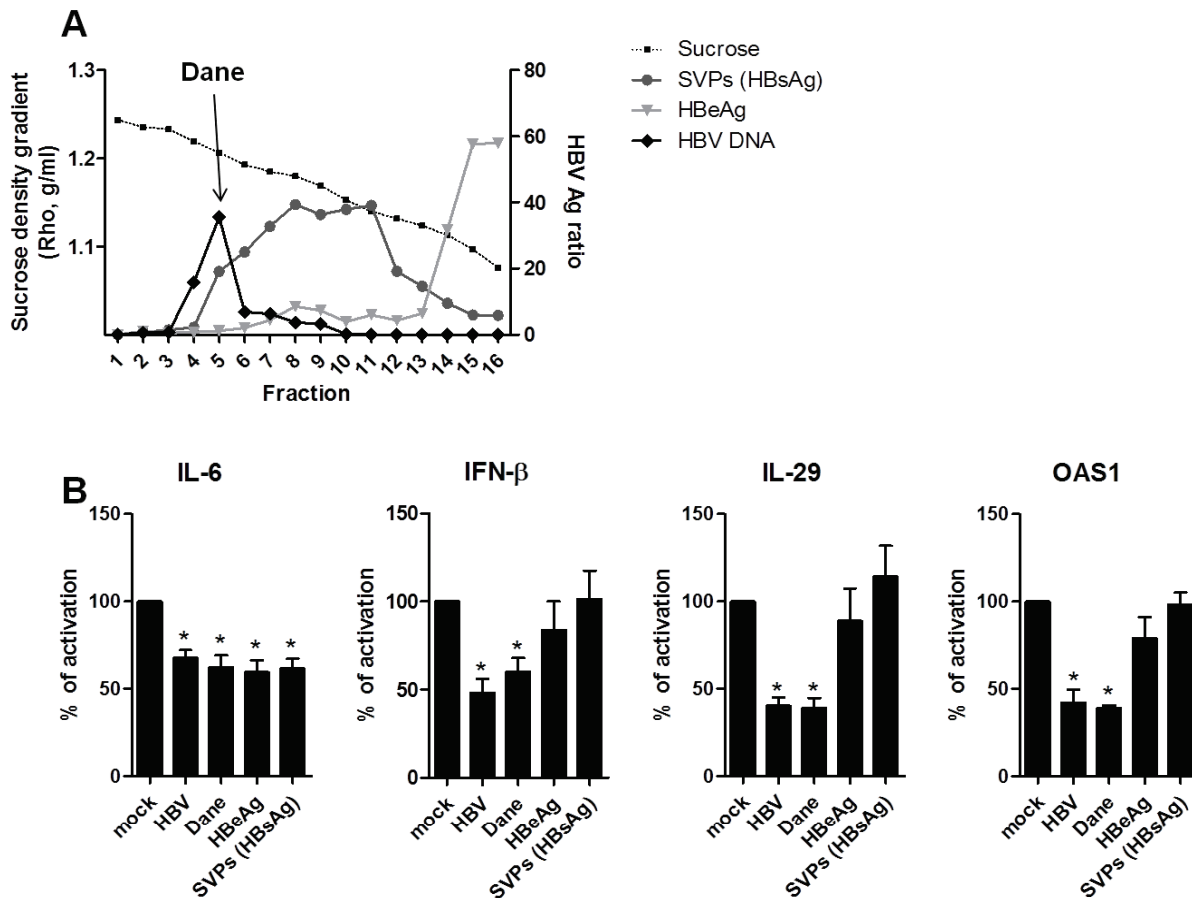 A
Dane
Sucrose
SVPs (HBsAg)
HBeAg
HBV DNA
1.3
1.2
1.1
80
60
40
20
0
Sucrose density gradient
(Rho, g/ml)
HBV Ag ratio
1 2 3 4 5 6 7 8 9 10 11 12 13 14 15 16
Fraction
B
IL-6
150
100
50
0
% of activation
mock
HBV
Dane
HBeAg
SVPs (HBsAg)
* * * *
IFN-β
150
100
50
0
% of activation
mock
HBV
Dane
HBeAg
SVPs (HBsAg)
* *
IL-29
150
100
50
0
% of activation
mock
HBV
Dane
HBeAg
SVPs (HBsAg)
* *
OAS1
150
100
50
0
% of activation
mock
HBV
Dane
HBeAg
SVPs (HBsAg)
* *